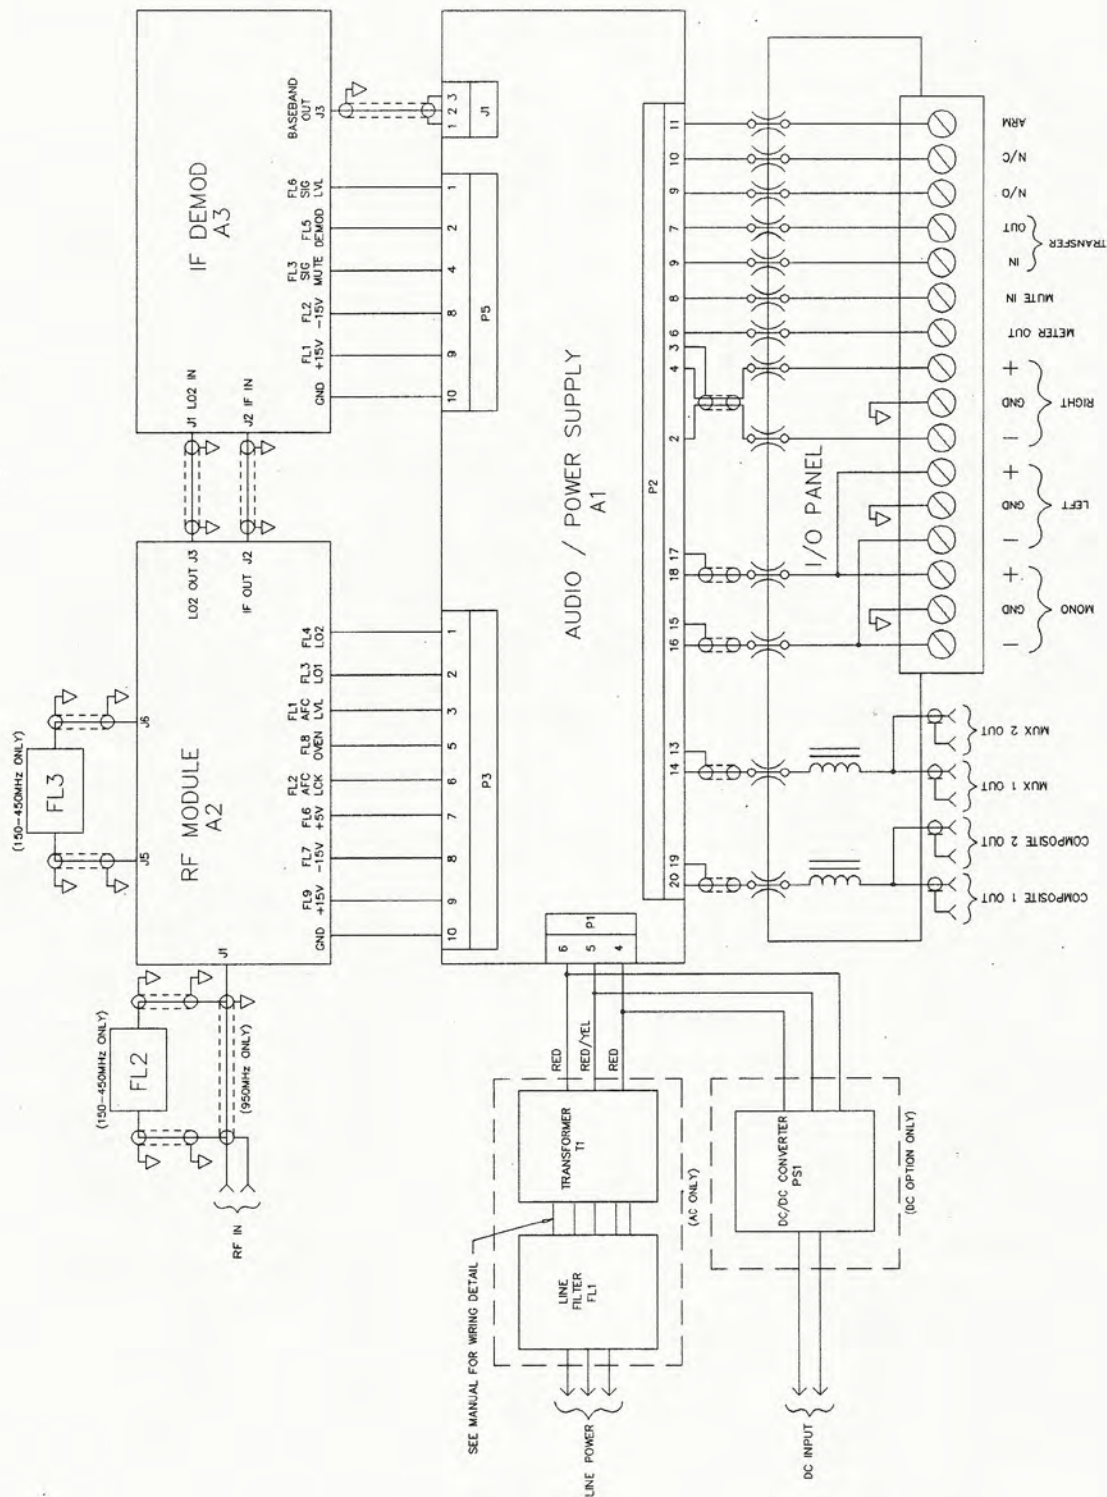 IF DEMOD
A3
BASEBAND
OUT
J3
FL6
SIG
LVL
FL5
DEMOD
FL3
SIG
MUTE
FL2
-15V
FL1
+15V
GND
J1 LO2 IN
J2 IF IN
3
2
1
J1
1
2
4
8
9
10
P5
(150-450MHz ONLY)
FL3
J6
J5
RF MODULE
A2
LO2 OUT J3
IF OUT J2
FL4
LO2
FL3
LO1
FL1
AFC
LVL
FL8
OVEN
FL2
AFC
LCK
FL6
+5V
FL7
-15V
FL9
+15V
GND
J1
1
2
3
5
6
7
8
9
10
P3
(150-450MHz ONLY)
FL2
(950MHz ONLY)
RF IN
AUDIO / POWER SUPPLY
A1
P2
11
10
9
7
9
8
6
3
4
2
17
18
15
16
13
14
19
20
P1
6
5
4
I/O PANEL
ARM
N/C
N/O
OUT
IN
TRANSFER
MUTE IN
METER OUT
+
GND
-
RIGHT
+
GND
-
LEFT
+
GND
-
MONO
MUX 2 OUT
MUX 1 OUT
COMPOSITE 2 OUT
COMPOSITE 1 OUT
RED
RED/YEL
RED
TRANSFORMER
T1
LINE
FILTER
FL1
(AC ONLY)
SEE MANUAL FOR WIRING DETAIL
LINE POWER
DC/DC CONVERTER
PS1
(DC OPTION ONLY)
DC INPUT